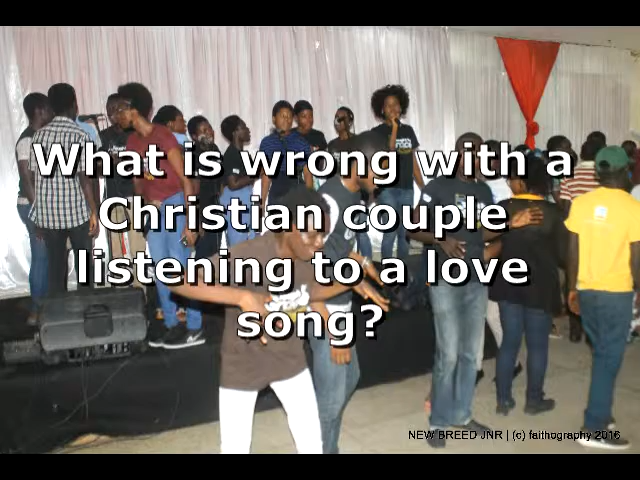 What is wrong with a
Christian couple
listening to a love
song?
NEW BREED JNR | (c) faithography 2016